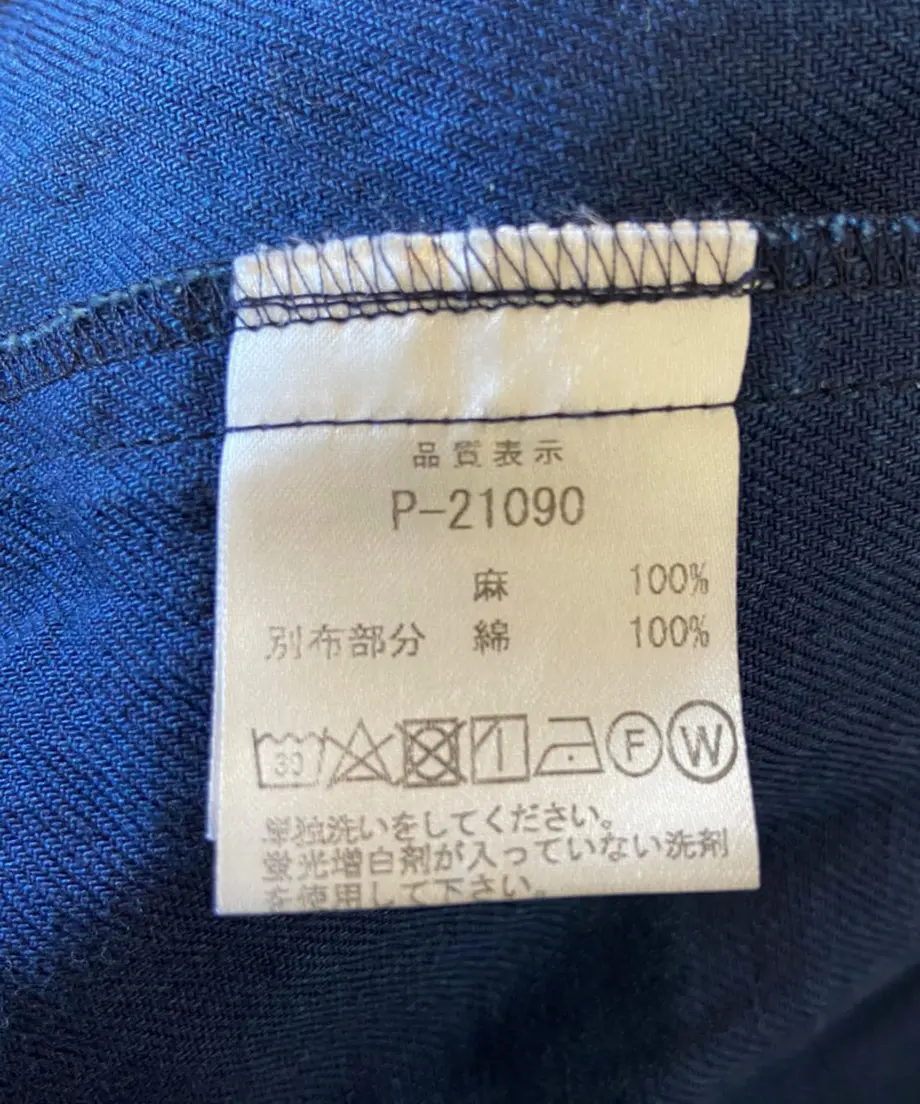 品質表示
P-21090
麻 100%
別布部分 綿 100%
30 F W
単独洗いをしてください。
蛍光増白剤が入っていない洗剤
を使用して下さい。